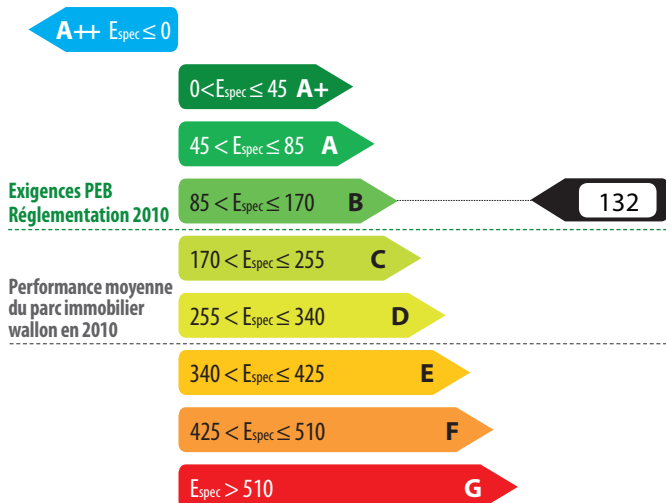 A++ Espec ≤ 0
0<Espec ≤ 45 A+
45 < Espec ≤ 85 A
Exigences PEB
Réglementation 2010
85 < Espec ≤ 170 B
132
170 < Espec ≤ 255 C
Performance moyenne
du parc immobilier
wallon en 2010
255 < Espec ≤ 340 D
340 < Espec ≤ 425 E
425 < Espec ≤ 510 F
Espec > 510 G